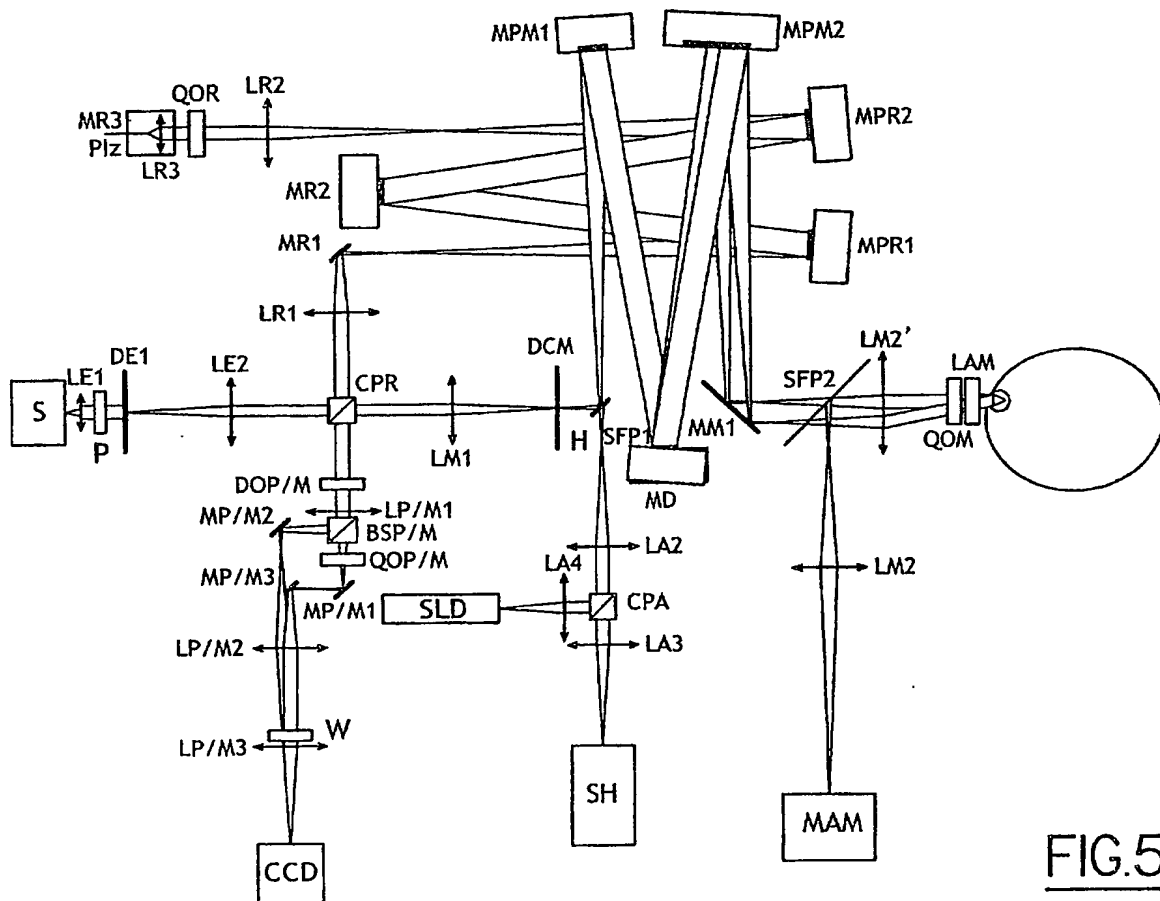 MPM1
MPM2
LR2
QOR
MR3
PIz
LR3
MPR2
MR2
MR1
MPR1
LR1
DE1
LE1
LE2
CPR
DCM
LM2'
LAM
SFP2
S
P
LM1
H
SFP1
MM1
QOM
MD
DOP/M
LP/M1
MP/M2
BSP/M
QOP/M
LA2
LA4
LM2
MP/M3
MP/M1
SLD
CPA
LP/M2
LA3
W
LP/M3
SH
MAM
CCD
FIG.5